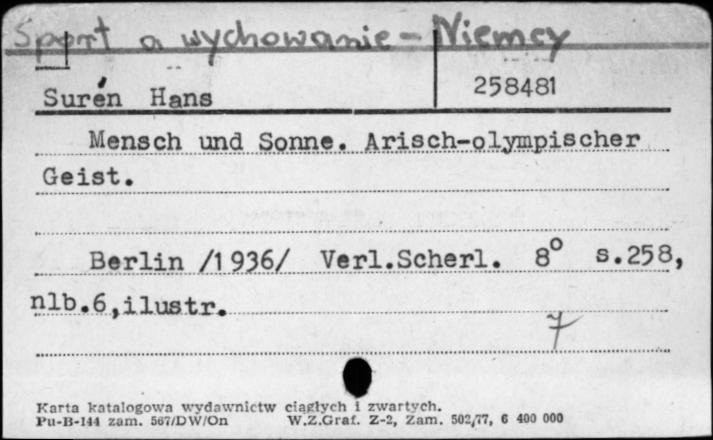 Sport a wychowanie - Niemcy
Surén Hans
258481
Mensch und Sonne. Arisch-olympischer
Geist.
Berlin /1936/ Verl.Scherl. 8° s.258,
nlb.6,ilustr.
7
Karta katalogowa wydawnictw ciągłych i zwartych.
Pu-B-144 zam. 567/DW/On W.Z.Graf. Z-2, Zam. 502/77, 6 400 000